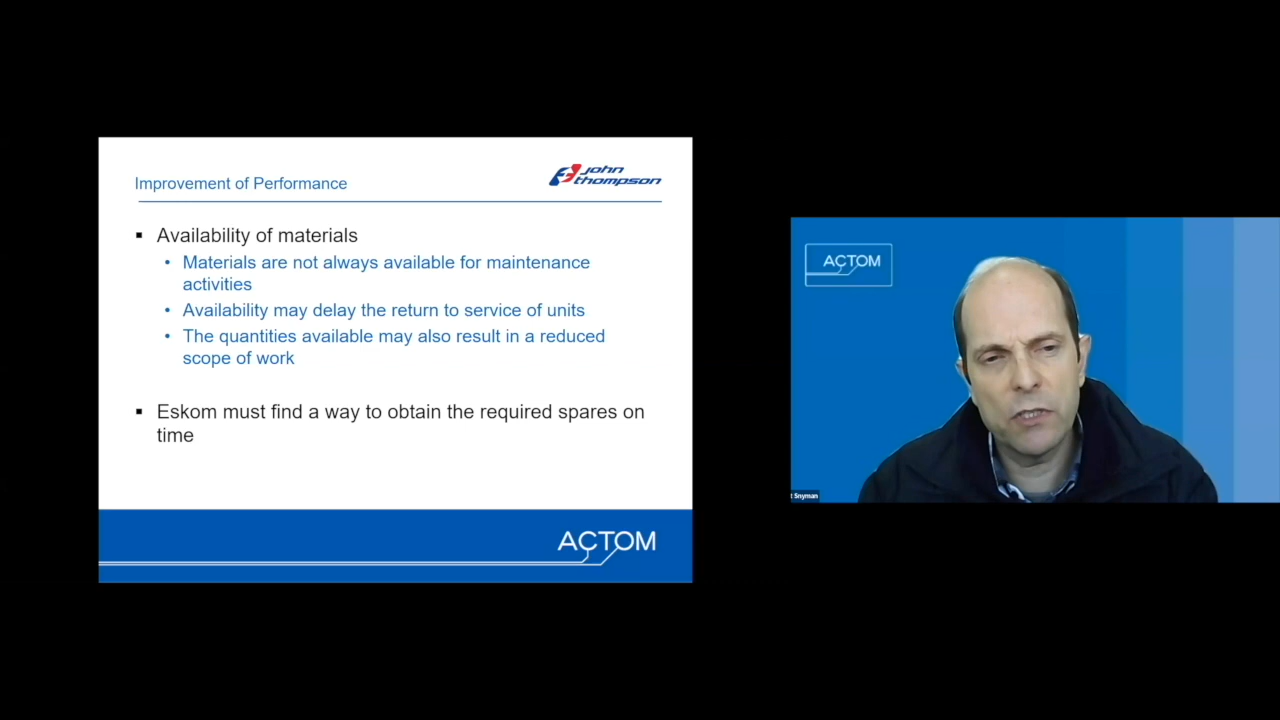 Improvement of Performance
john
thompson
▪ Availability of materials
• Materials are not always available for maintenance
activities
• Availability may delay the return to service of units
• The quantities available may also result in a reduced
scope of work
▪ Eskom must find a way to obtain the required spares on
time
ACTOM
ACTOM
t Snyman